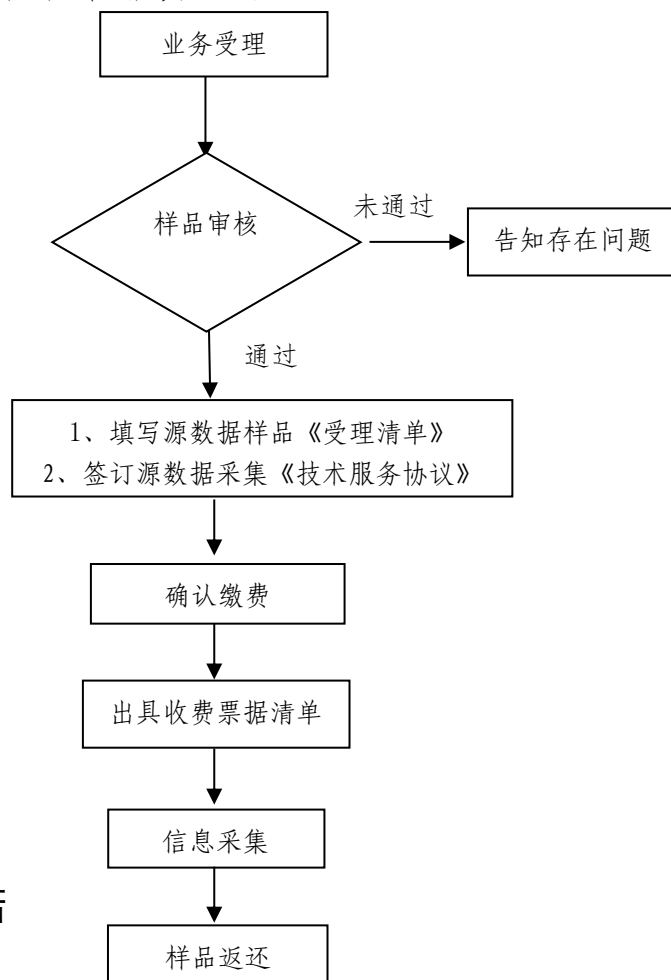 业务受理
样品审核
未通过
告知存在问题
通过
1、填写源数据样品《受理清单》
2、签订源数据采集《技术服务协议》
确认缴费
出具收费票据清单
信息采集
样品返还